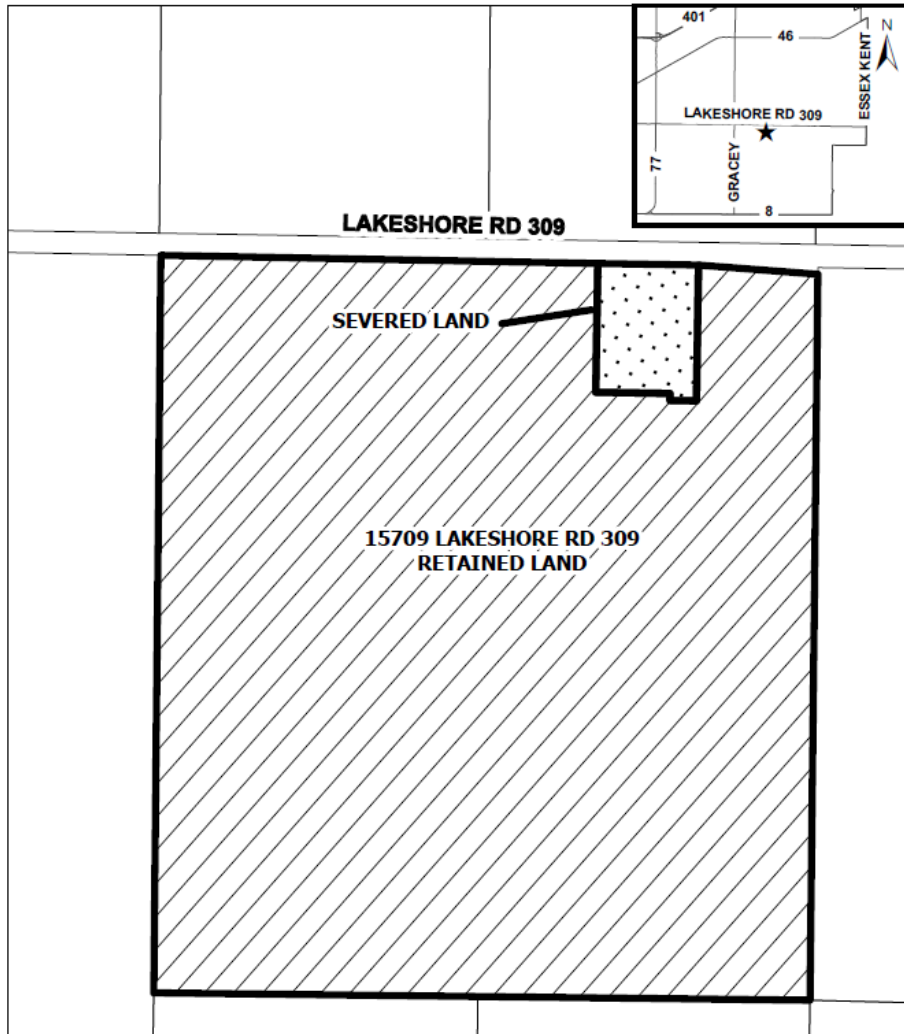 401
46
N
ESSEX KENT
LAKESHORE RD 309
77
GRACEY
8
LAKESHORE RD 309
SEVERED LAND
15709 LAKESHORE RD 309
RETAINED LAND